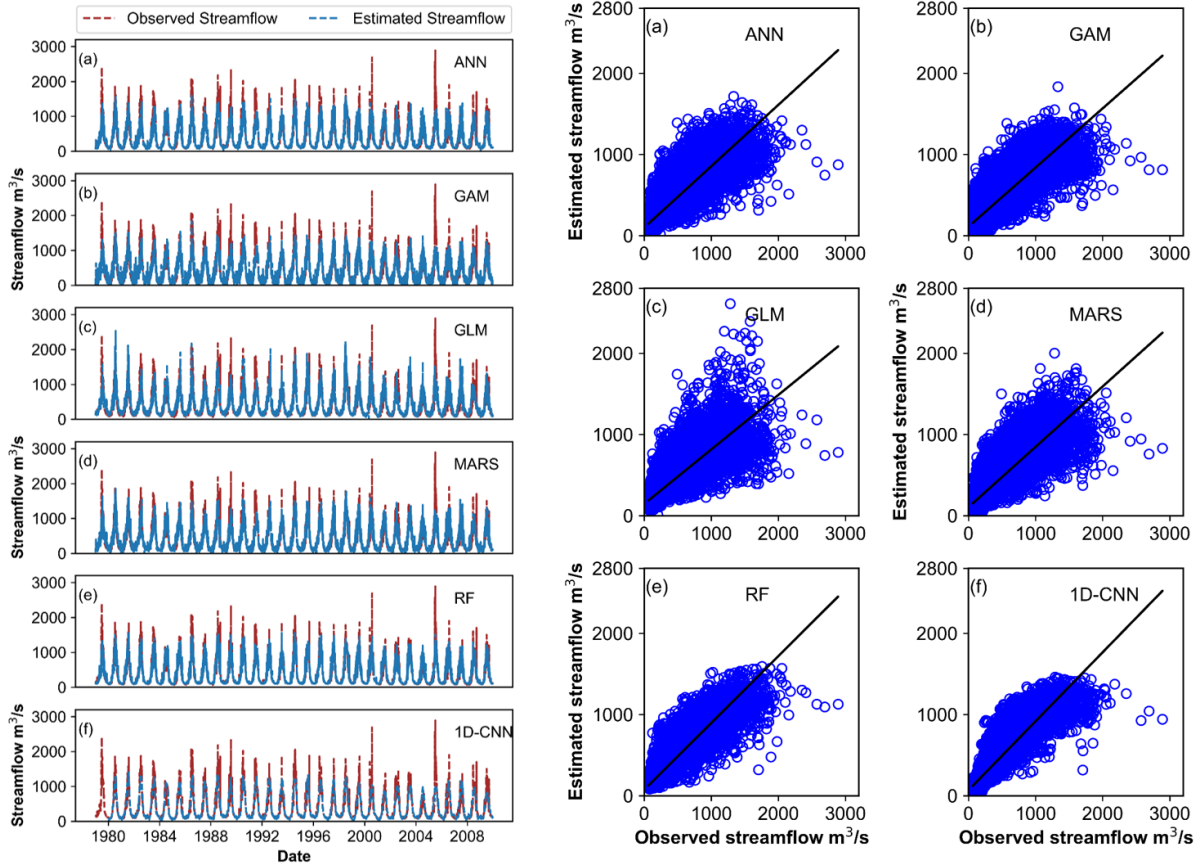 Observed Streamflow
Estimated Streamflow
Streamflow m³/s
(a)
ANN
3000
2000
1000
0
Streamflow m³/s
(b)
GAM
3000
2000
1000
0
(c)
GLM
3000
2000
1000
0
Streamflow m³/s
(d)
MARS
3000
2000
1000
0
(e)
RF
3000
2000
1000
0
Streamflow m³/s
(f)
1D-CNN
3000
2000
1000
0
1980 1984 1988 1992 1996 2000 2004 2008
Date
Estimated streamflow m³/s
(a)
ANN
2800
2000
1000
0
0 1000 2000 3000
(b)
GAM
2800
2000
1000
0
0 1000 2000 3000
(c)
GLM
2800
2000
1000
0
0 1000 2000 3000
Estimated streamflow m³/s
(d)
MARS
2800
2000
1000
0
0 1000 2000 3000
Estimated streamflow m³/s
(e)
RF
2800
2000
1000
0
0 1000 2000 3000
Observed streamflow m³/s
(f)
1D-CNN
2800
2000
1000
0
0 1000 2000 3000
Observed streamflow m³/s